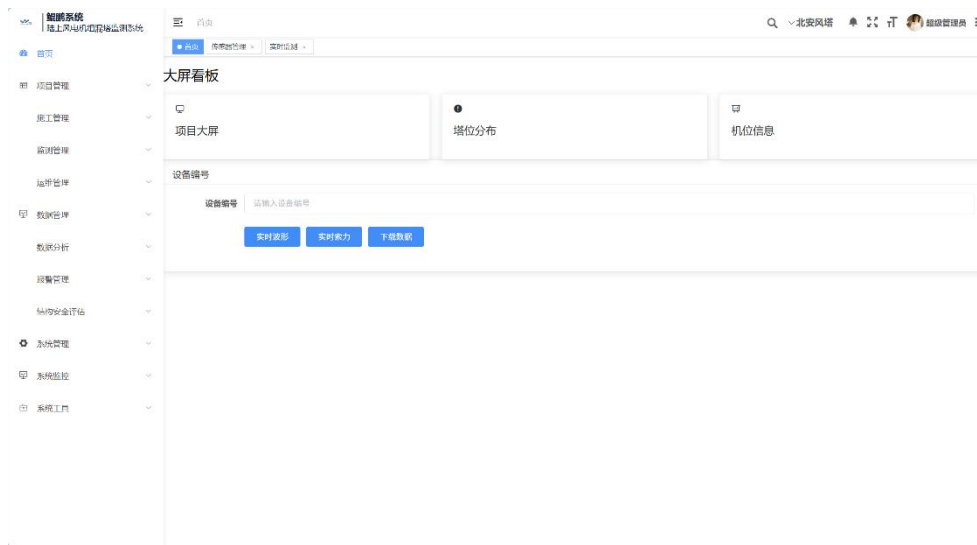 鲲鹏系统
陆上风电机组混塔监测系统
首页
项目管理
施工管理
监测管理
运维管理
数据管理
数据分析
报警管理
结构安全评估
系统管理
系统监控
系统工具
首页
北安风塔
超级管理员
首页
传感器管理 ×
实时监测 ×
大屏看板
项目大屏
塔位分布
机位信息
设备编号
设备编号 请输入设备编号
实时波形 实时索力 下载数据